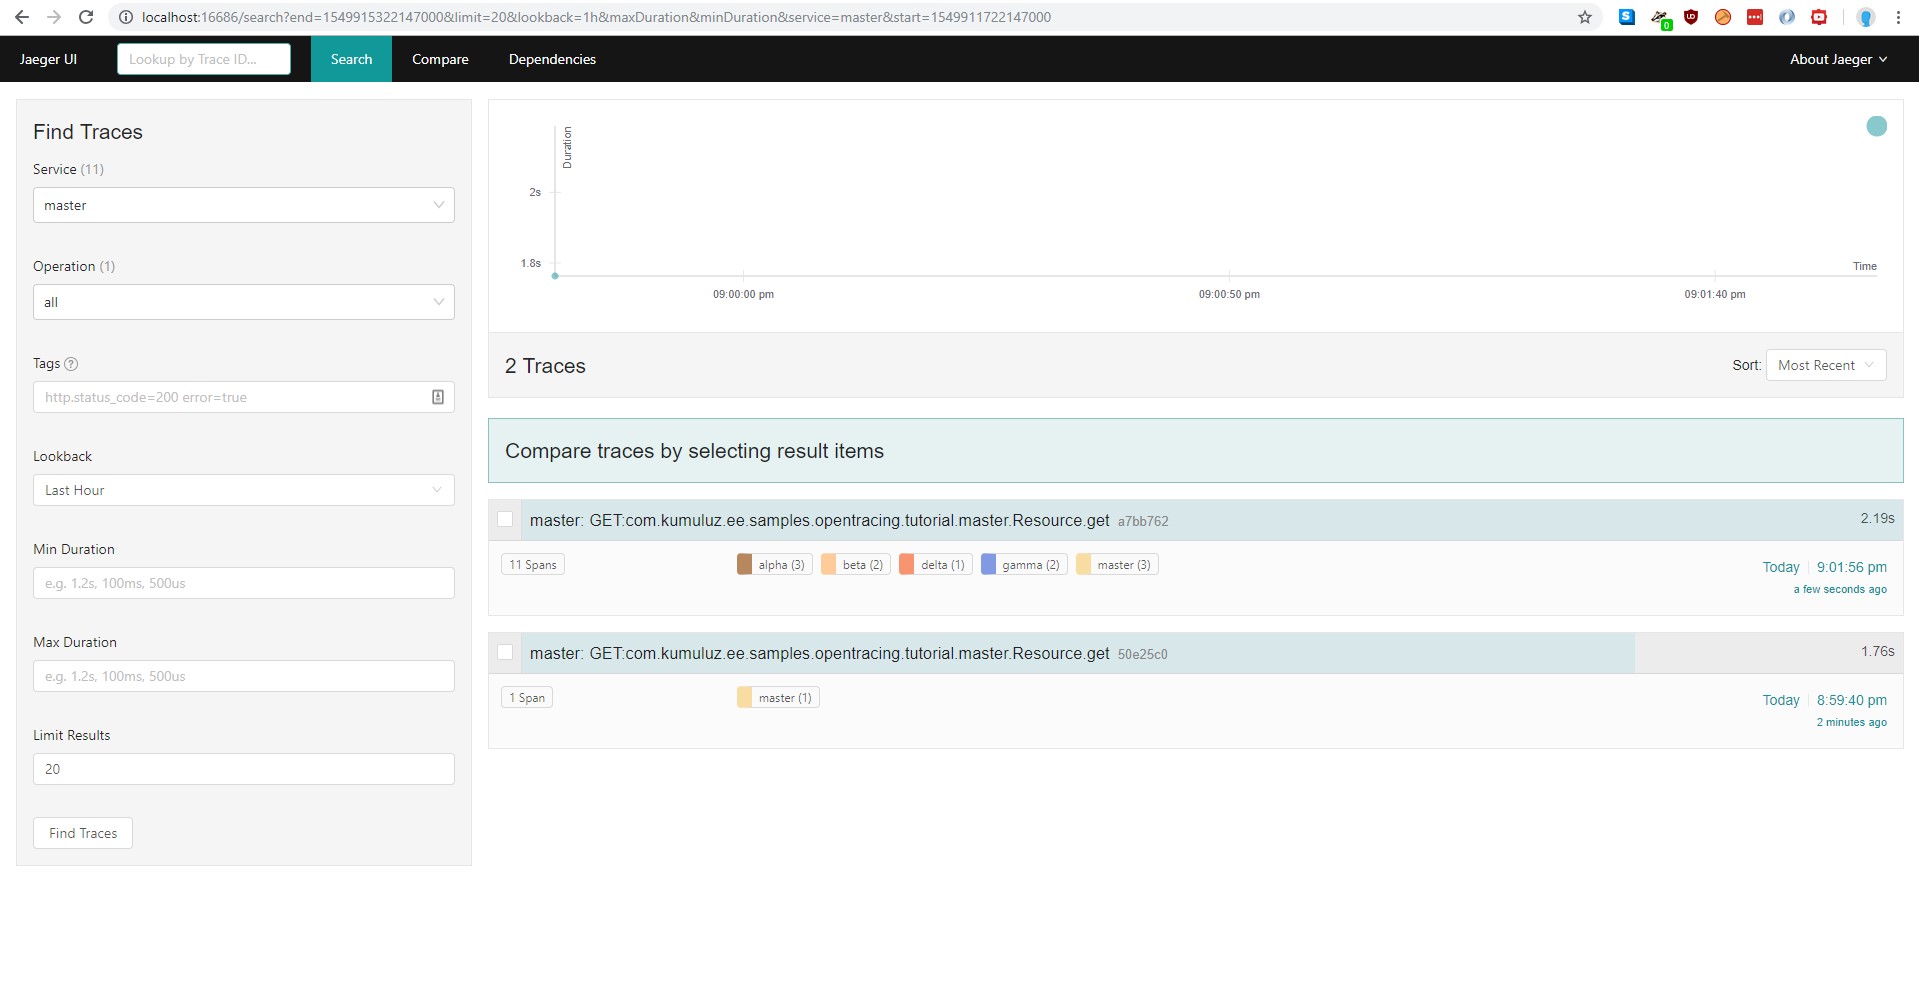 localhost:16686/search?end=1549915322147000&limit=20&lookback=1h&maxDuration&minDuration&service=master&start=1549911722147000
S
0
UD
Jaeger UI
Lookup by Trace ID...
Search
Compare
Dependencies
About Jaeger
Find Traces
Service (11)
master
Operation (1)
all
Tags ?
http.status_code=200 error=true
Lookback
Last Hour
Min Duration
e.g. 1.2s, 100ms, 500us
Max Duration
e.g. 1.2s, 100ms, 500us
Limit Results
20
Find Traces
Duration
2s
1.8s
Time
09:00:00 pm
09:00:50 pm
09:01:40 pm
2 Traces
Sort: Most Recent
Compare traces by selecting result items
master: GET:com.kumuluz.ee.samples.opentracing.tutorial.master.Resource.get a7bb762
2.19s
11 Spans
alpha (3)
beta (2)
delta (1)
gamma (2)
master (3)
Today 9:01:56 pm
a few seconds ago
master: GET:com.kumuluz.ee.samples.opentracing.tutorial.master.Resource.get 50e25c0
1.76s
1 Span
master (1)
Today 8:59:40 pm
2 minutes ago